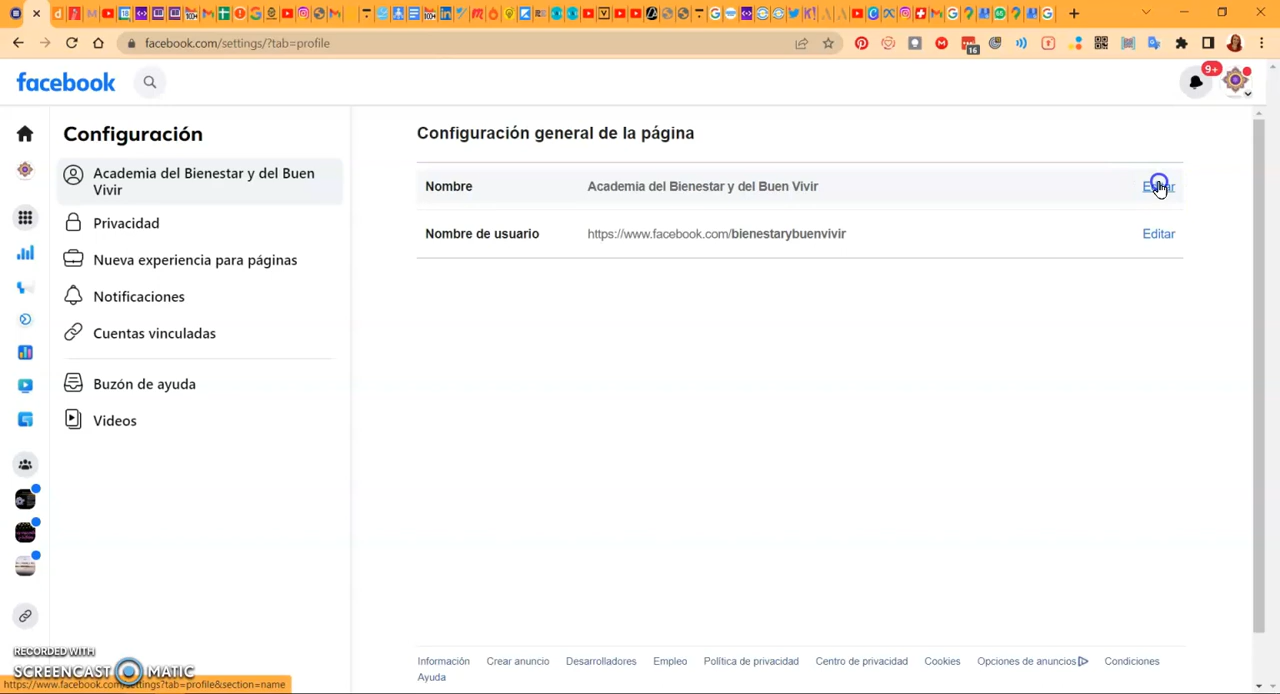 facebook.com/settings/?tab=profile
16
facebook
9+
Configuración
Academia del Bienestar y del Buen
Vivir
Privacidad
Nueva experiencia para páginas
Notificaciones
Cuentas vinculadas
Buzón de ayuda
Videos
Configuración general de la página
Nombre Academia del Bienestar y del Buen Vivir Editar
Nombre de usuario https://www.facebook.com/bienestarybuenvivir Editar
Información Crear anuncio Desarrolladores Empleo Política de privacidad Centro de privacidad Cookies Opciones de anuncios Condiciones
Ayuda
RECORDED WITH
SCREENCAST MATIC
https://www.facebook.com/settings?tab=profile&section=name